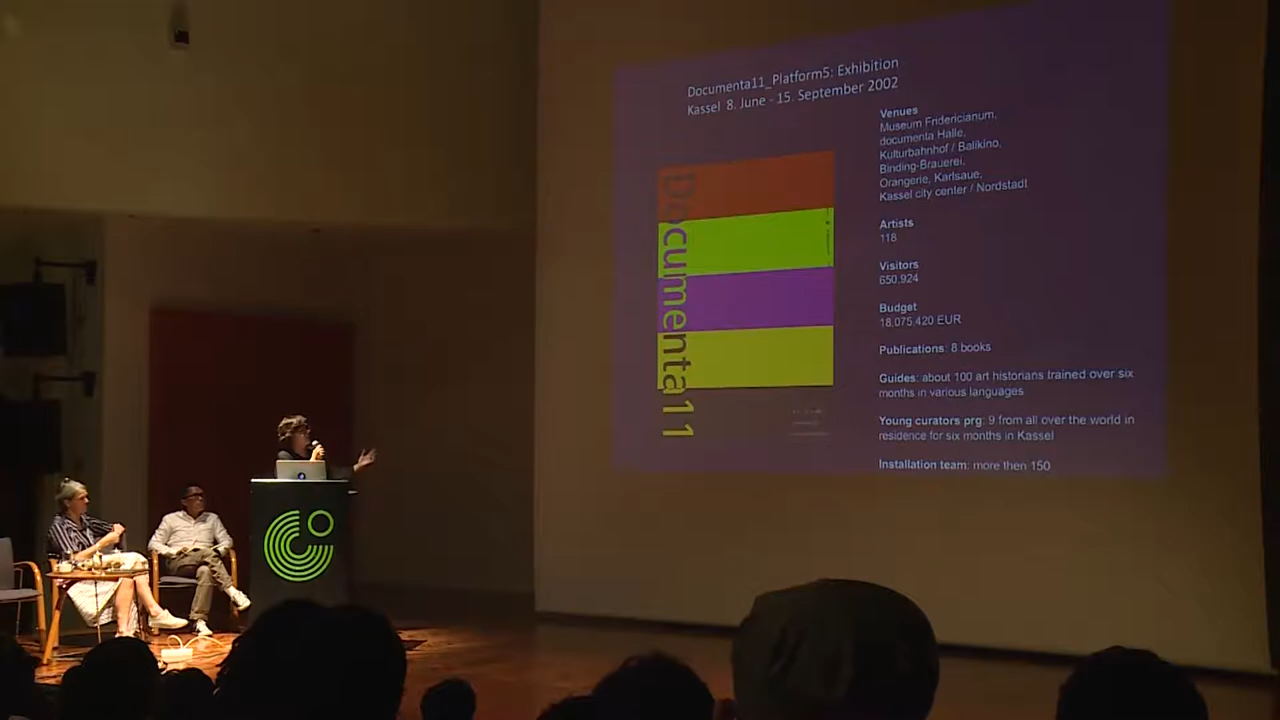 Documenta11_Platform5: Exhibition
Kassel 8. June - 15. September 2002
Documenta11
Venues
Museum Fridericianum,
documenta Halle,
Kulturbahnhof / Balikino,
Binding-Brauerei,
Orangerie, Karlsaue,
Kassel city center / Nordstadt
Artists
118
Visitors
650,924
Budget
18,075,420 EUR
Publications: 8 books
Guides: about 100 art historians trained over six
months in various languages
Young curators prg: 9 from all over the world in
residence for six months in Kassel
Installation team: more then 150